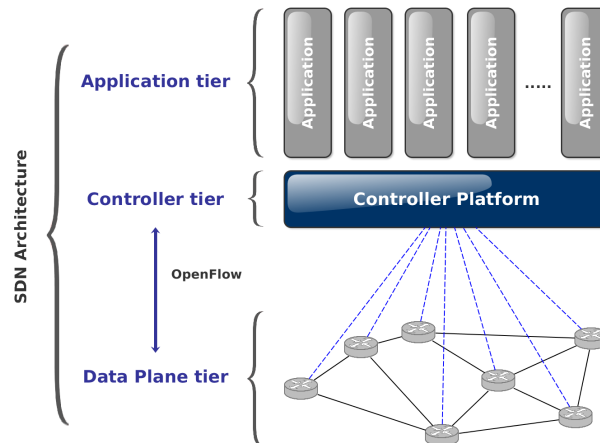 SDN Architecture
Application tier
Application
Application
Application
Application
.....
Application
Controller tier
Controller Platform
OpenFlow
Data Plane tier